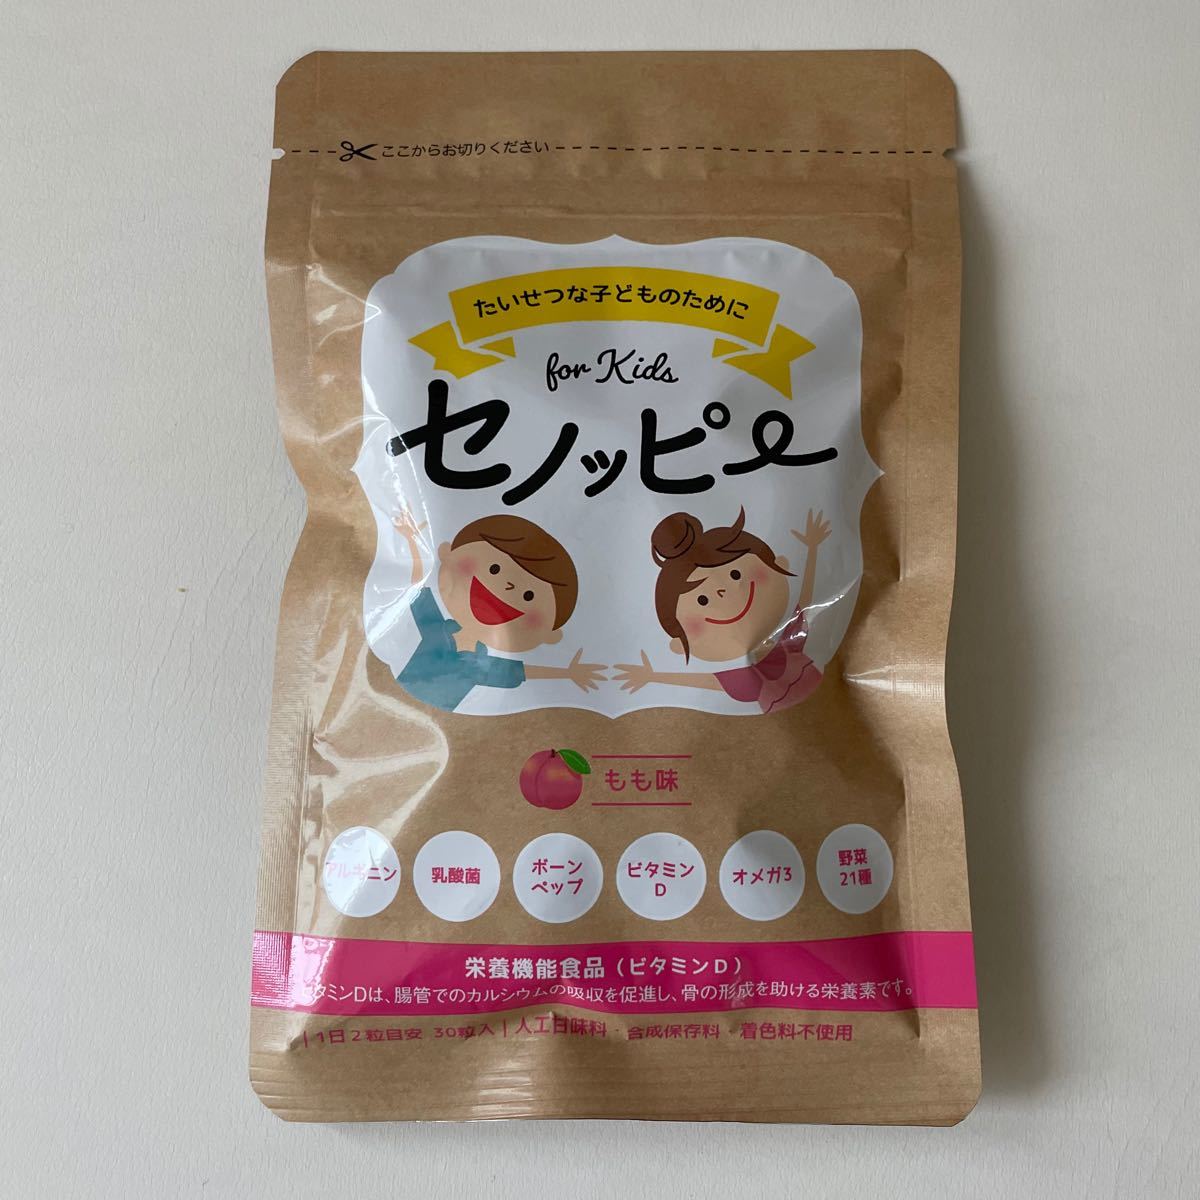 ここからお切りください
たいせつな子どものために
for Kids
セノッピー
もも味
アルギニン
乳酸菌
ボーン
ペップ
ビタミン
D
オメガ3
野菜
21種
栄養機能食品(ビタミンD)
ビタミンDは、腸管でのカルシウムの吸収を促進し、骨の形成を助ける栄養素です。
|1日2粒目安 30粒入|人工甘味料・合成保存料・着色料不使用